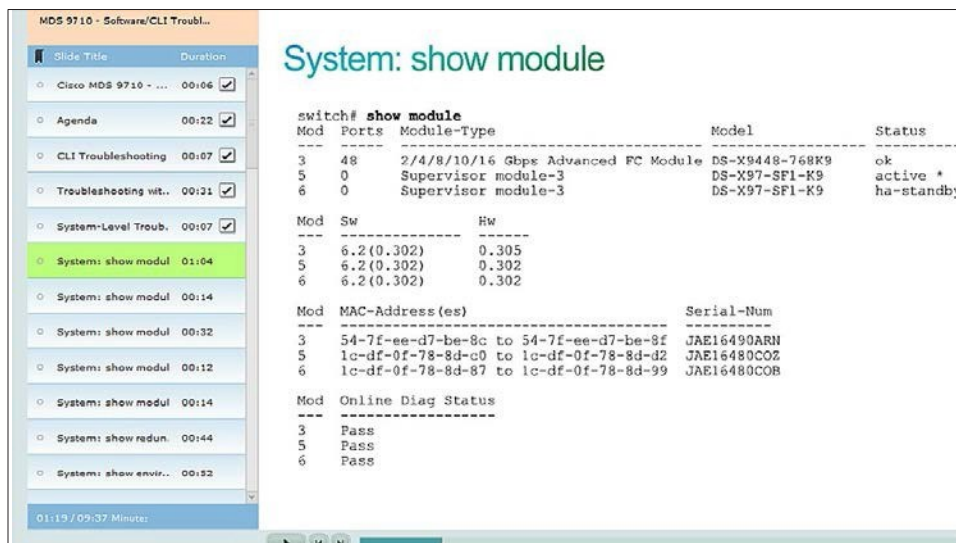 MDS 9710 - Software/CLI Troubl...
Slide Title Duration
Cisco MDS 9710 - ... 00:06
Agenda 00:22
CLI Troubleshooting 00:07
Troubleshooting wit.. 00:31
System-Level Troub. 00:07
System: show modul 01:04
System: show modul 00:14
System: show modul 00:32
System: show modul 00:12
System: show modul 00:14
System: show redun. 00:44
System: show envir.. 00:52
01:19 / 09:37 Minutes
System: show module
switch# show module
Mod Ports Module-Type Model Status
--- ----- ----------------------------------- ------------------ ----------
3 48 2/4/8/10/16 Gbps Advanced FC Module DS-X9448-768K9 ok
5 0 Supervisor module-3 DS-X97-SF1-K9 active *
6 0 Supervisor module-3 DS-X97-SF1-K9 ha-standby
Mod Sw Hw
--- -------------- ------
3 6.2(0.302) 0.305
5 6.2(0.302) 0.302
6 6.2(0.302) 0.302
Mod MAC-Address(es) Serial-Num
--- -------------------------------------- ----------
3 54-7f-ee-d7-be-8c to 54-7f-ee-d7-be-8f JAE16490ARN
5 1c-df-0f-78-8d-c0 to 1c-df-0f-78-8d-d2 JAE16480COZ
6 1c-df-0f-78-8d-87 to 1c-df-0f-78-8d-99 JAE16480COB
Mod Online Diag Status
--- ------------------
3 Pass
5 Pass
6 Pass